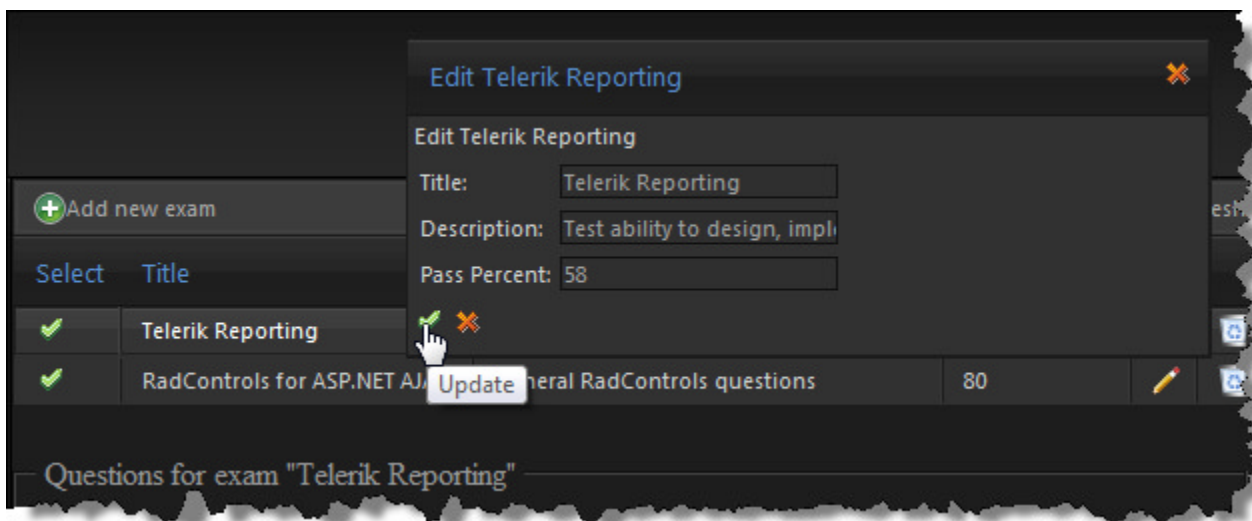 Edit Telerik Reporting
Edit Telerik Reporting
Title: Telerik Reporting
Add new exam
Description: Test ability to design, impl
Select Title
Pass Percent: 58
Telerik Reporting
RadControls for ASP.NET AJ neral RadControls questions 80
Update
Questions for exam "Telerik Reporting"